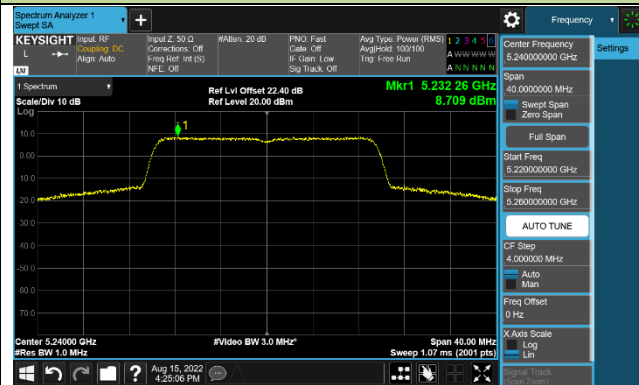 Spectrum Analyzer 1
Swept SA
Frequency
KEYSIGHT
L
LXI
Input: RF
Coupling: DC
Align: Auto
Input Z: 50 Ω
Corrections: Off
Freq Ref: Int (S)
NFE: Off
#Atten: 20 dB
PNO: Fast
Gate: Off
IF Gain: Low
Sig Track: Off
Avg Type: Power (RMS)
Avg|Hold: 100/100
Trig: Free Run
1 2 3 4 5 6
A W W W W W
A N N N N N
1 Spectrum
Scale/Div 10 dB
Log
Ref Lvl Offset 22.40 dB
Ref Level 20.00 dBm
Mkr1 5.232 26 GHz
8.709 dBm
1
10.0
0.00
-10.0
-20.0
-30.0
-40.0
-50.0
-60.0
-70.0
Center 5.24000 GHz
#Res BW 1.0 MHz
#Video BW 3.0 MHz*
Span 40.00 MHz
Sweep 1.07 ms (2001 pts)
Aug 15, 2022
4:25:06 PM
Center Frequency
5.240000000 GHz
Span
40.0000000 MHz
Swept Span
Zero Span
Full Span
Start Freq
5.220000000 GHz
Stop Freq
5.260000000 GHz
AUTO TUNE
CF Step
4.000000 MHz
Auto
Man
Freq Offset
0 Hz
X Axis Scale
Log
Lin
Signal Track
(Span Zoom)
Settings